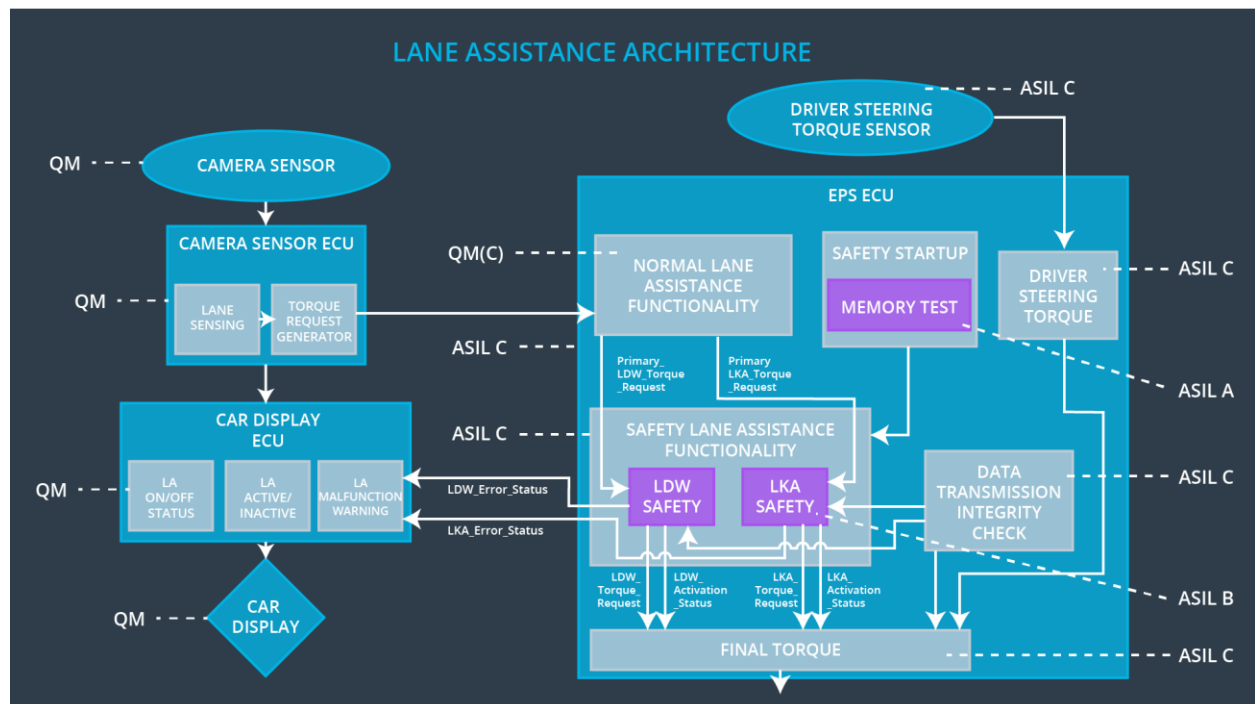 LANE ASSISTANCE ARCHITECTURE
ASIL C
DRIVER STEERING
TORQUE SENSOR
QM
CAMERA SENSOR
EPS ECU
CAMERA SENSOR ECU
QM
LANE
SENSING
TORQUE
REQUEST
GENERATOR
QM(C)
NORMAL LANE
ASSISTANCE
FUNCTIONALITY
SAFETY STARTUP
MEMORY TEST
DRIVER
STEERING
TORQUE
ASIL C
ASIL C
Primary_
LDW_Torque
_Request
Primary
LKA_Torque
_Request
ASIL A
CAR DISPLAY
ECU
QM
LA
ON/OFF
STATUS
LA
ACTIVE/
INACTIVE
LA
MALFUNCTION
WARNING
ASIL C
SAFETY LANE ASSISTANCE
FUNCTIONALITY
LDW
SAFETY
LKA
SAFETY
DATA
TRANSMISSION
INTEGRITY
CHECK
ASIL C
LDW_Error_Status
LKA_Error_Status
LDW_
Torque_
Request
LDW_
Activation
_Status
LKA_
Torque_
Request
LKA_
Activation
_Status
ASIL B
QM
CAR
DISPLAY
FINAL TORQUE
ASIL C